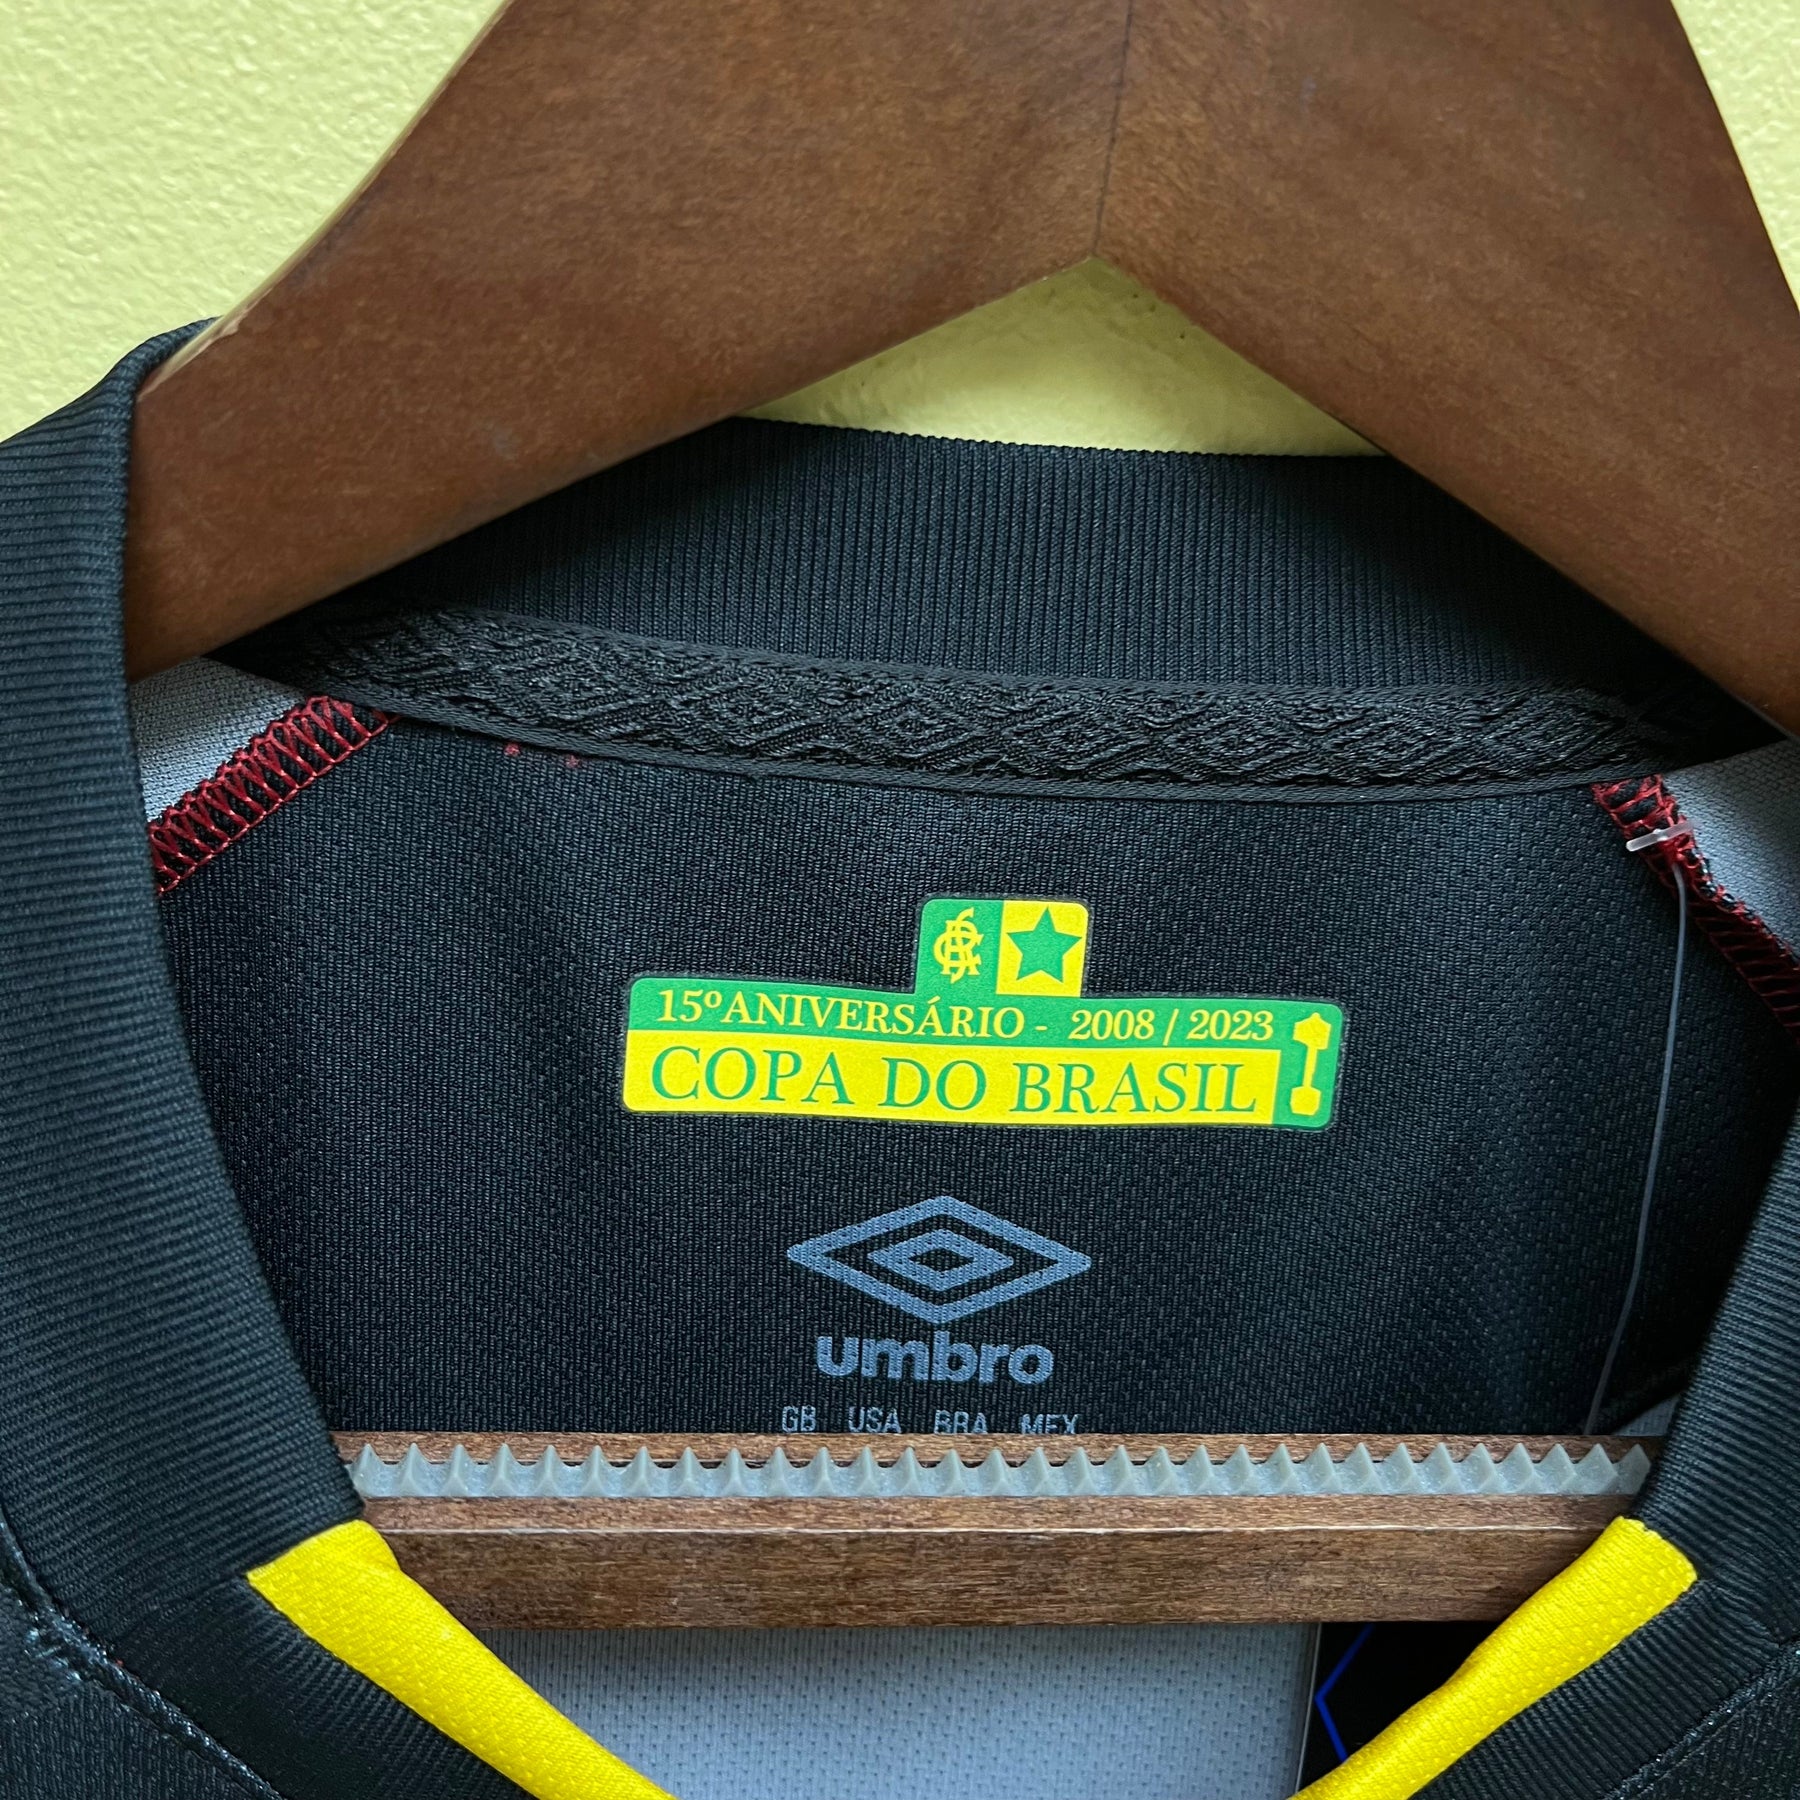 15º ANIVERSÁRIO - 2008 / 2023
COPA DO BRASIL
umbro
GB USA BRA MEX